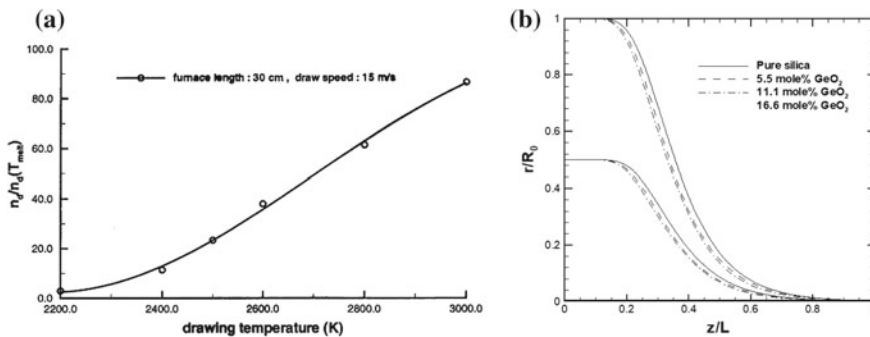 (a)
furnace length : 30 cm , draw speed : 15 m/s
100.0
80.0
60.0
40.0
20.0
0.0
n_d/n_d(T_melt)
2200.0
2400.0
2600.0
2800.0
3000.0
drawing temperature (K)
(b)
Pure silica
5.5 mole% GeO₂
11.1 mole% GeO₂
16.6 mole% GeO₂
1
0.8
0.6
0.4
0.2
0
r/R₀
0
0.2
0.4
0.6
0.8
z/L